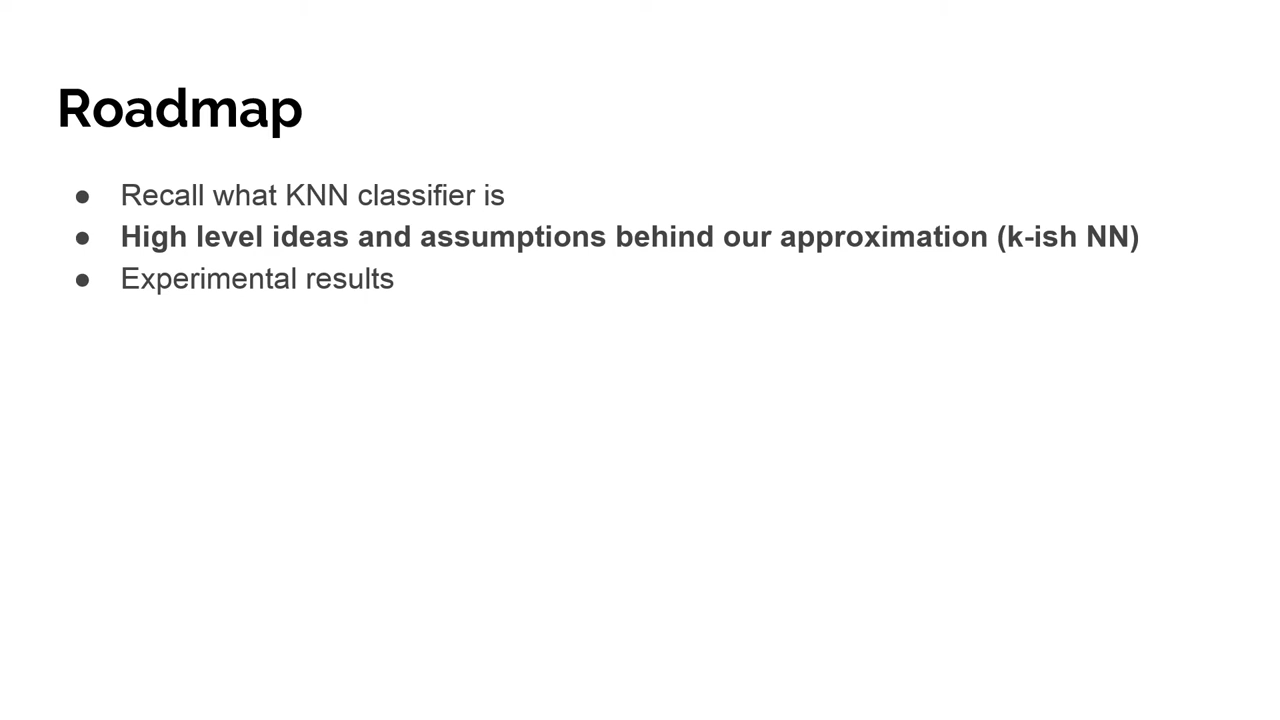 Roadmap
● Recall what KNN classifier is
● High level ideas and assumptions behind our approximation (k-ish NN)
● Experimental results